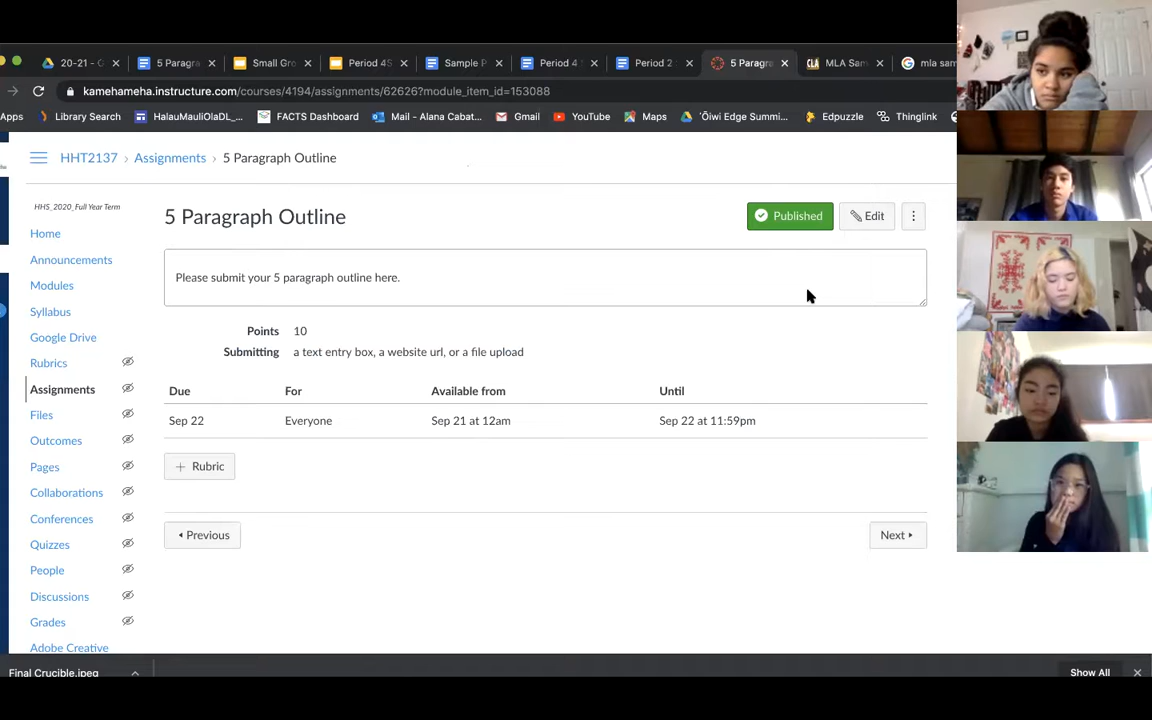 20-21 - C
5 Paragra
Small Gro
Period 4S
Sample P
Period 4
Period 2
5 Paragra
MLA Sam
mla sam
kamehameha.instructure.com/courses/4194/assignments/62626?module_item_id=153088
Apps Library Search HalauMauliOlaDL_... FACTS Dashboard Mail - Alana Cabat... Gmail YouTube Maps ʻŌiwi Edge Summi... Edpuzzle Thinglink
HHT2137 › Assignments › 5 Paragraph Outline
HHS_2020_Full Year Term
Home
Announcements
Modules
Syllabus
Google Drive
Rubrics
Assignments
Files
Outcomes
Pages
Collaborations
Conferences
Quizzes
People
Discussions
Grades
Adobe Creative
5 Paragraph Outline
Published
Edit
Please submit your 5 paragraph outline here.
Points 10
Submitting a text entry box, a website url, or a file upload
Due For Available from Until
Sep 22 Everyone Sep 21 at 12am Sep 22 at 11:59pm
+ Rubric
Previous
Next
Final Crucible.jpeg
Show All